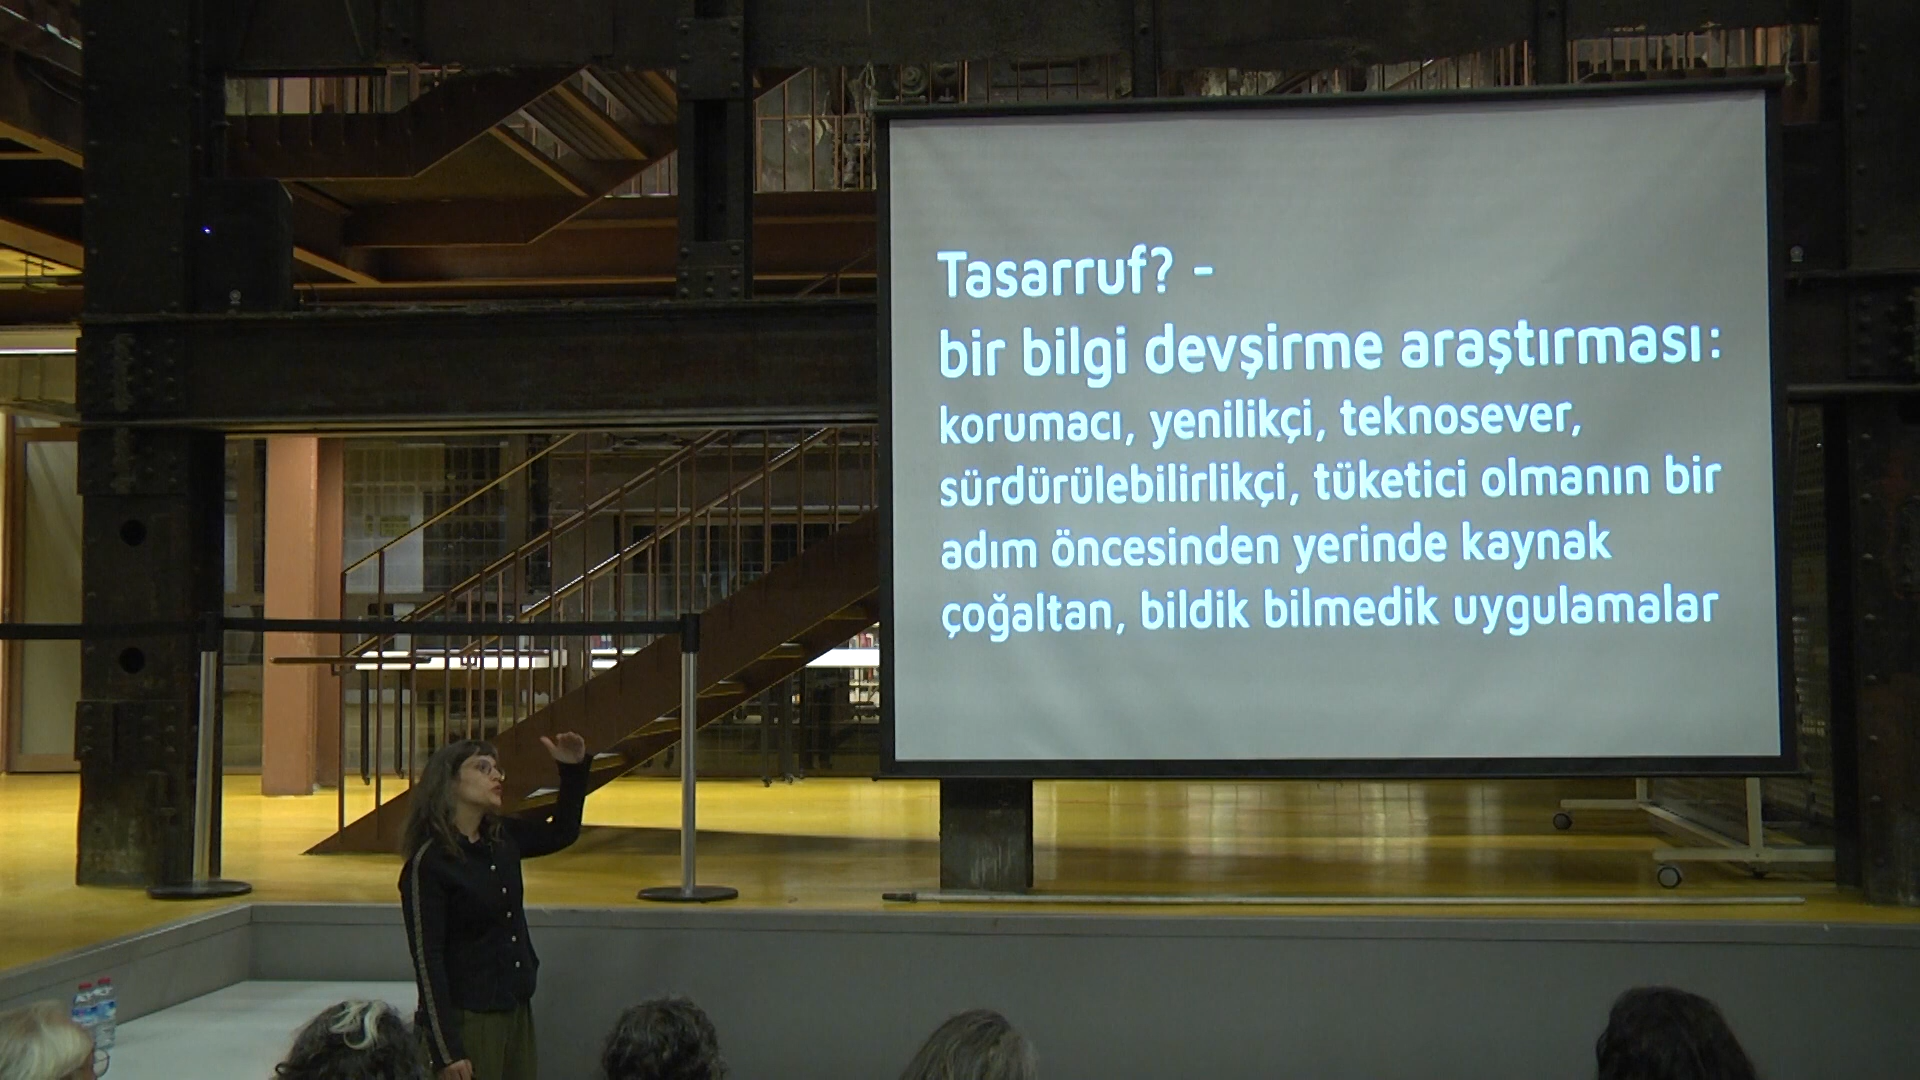 Tasarruf? -
bir bilgi devşirme araştırması:
korumacı, yenilikçi, teknosever,
sürdürülebilirlikçi, tüketici olmanın bir
adım öncesinden yerinde kaynak
çoğaltan, bildik bilmedik uygulamalar